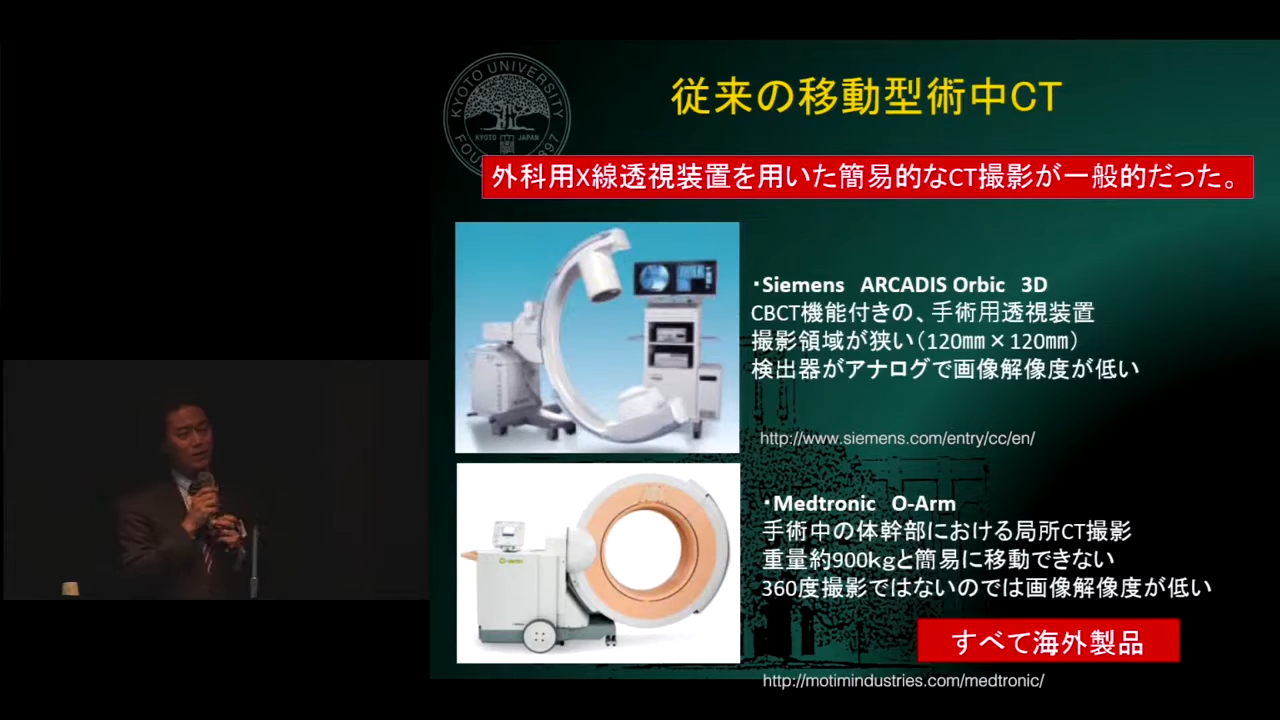 KYOTO UNIVERSITY
KYOTO JAPAN
従来の移動型術中CT
外科用X線透視装置を用いた簡易的なCT撮影が一般的だった。
・Siemens ARCADIS Orbic 3D
CBCT機能付きの、手術用透視装置
撮影領域が狭い（120㎜×120㎜）
検出器がアナログで画像解像度が低い
http://www.siemens.com/entry/cc/en/
・Medtronic O-Arm
手術中の体幹部における局所CT撮影
重量約900kgと簡易に移動できない
360度撮影ではないのでは画像解像度が低い
すべて海外製品
http://motimindustries.com/medtronic/